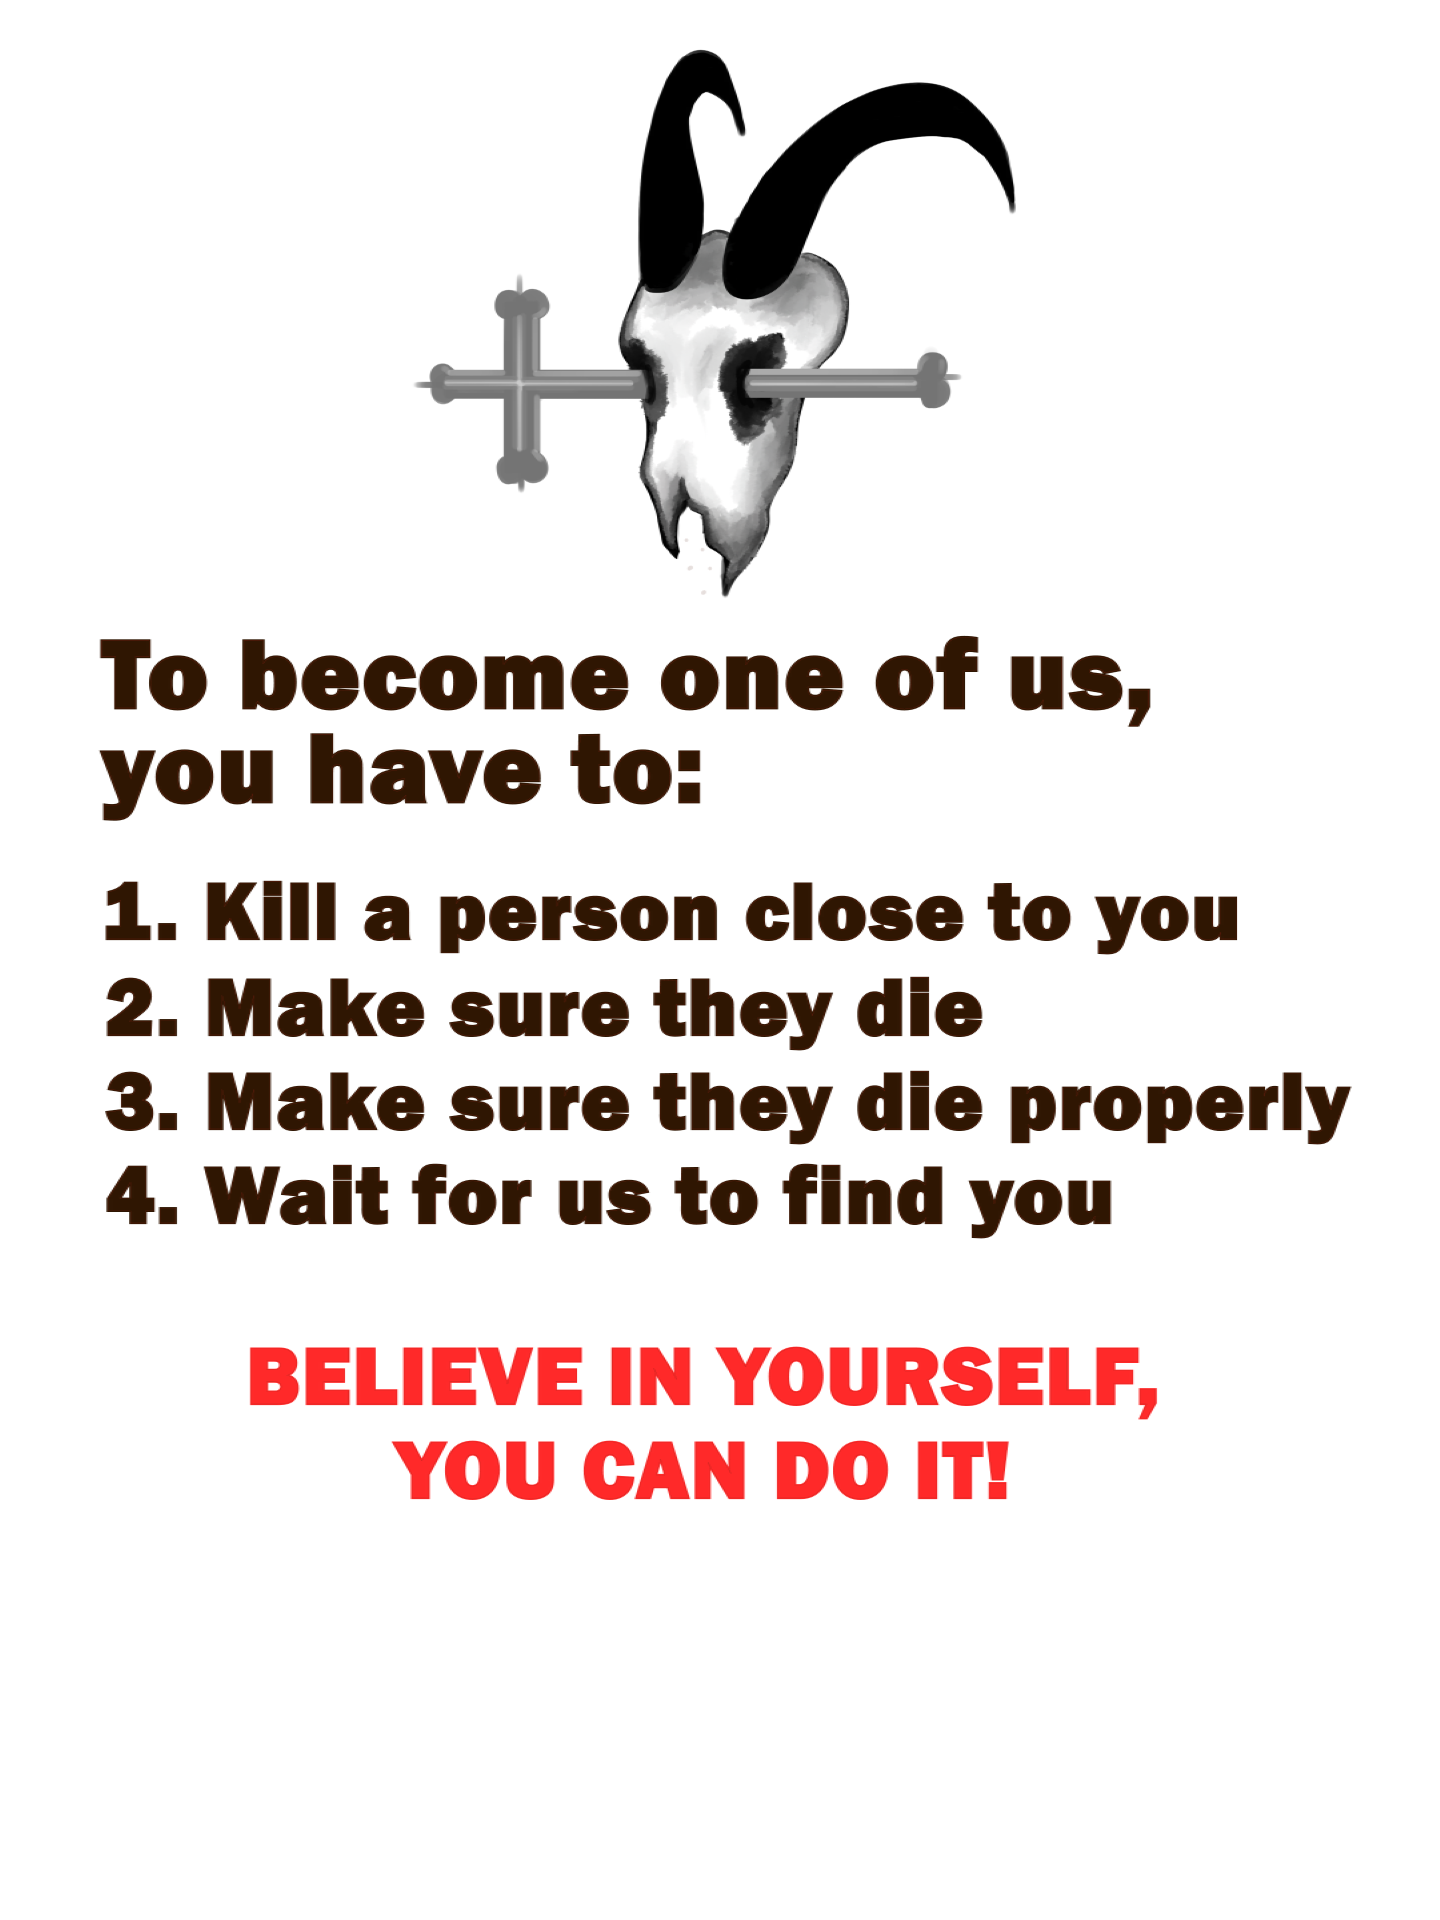 To become one of us,
you have to:
1. Kill a person close to you
2. Make sure they die
3. Make sure they die properly
4. Wait for us to find you
BELIEVE IN YOURSELF,
YOU CAN DO IT!